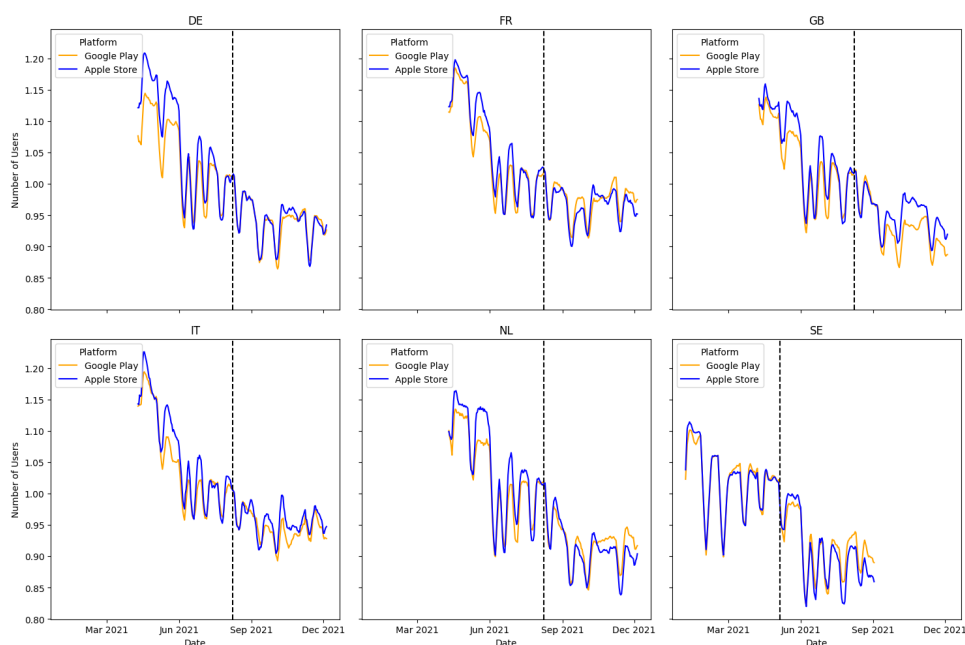 DE
FR
GB
Platform
Google Play
Apple Store
Platform
Google Play
Apple Store
Platform
Google Play
Apple Store
Number of Users
1.20
1.15
1.10
1.05
1.00
0.95
0.90
0.85
0.80
IT
NL
SE
Platform
Google Play
Apple Store
Platform
Google Play
Apple Store
Platform
Google Play
Apple Store
Number of Users
1.20
1.15
1.10
1.05
1.00
0.95
0.90
0.85
0.80
Mar 2021 Jun 2021 Sep 2021 Dec 2021
Date
Mar 2021 Jun 2021 Sep 2021 Dec 2021
Date
Mar 2021 Jun 2021 Sep 2021 Dec 2021
Date